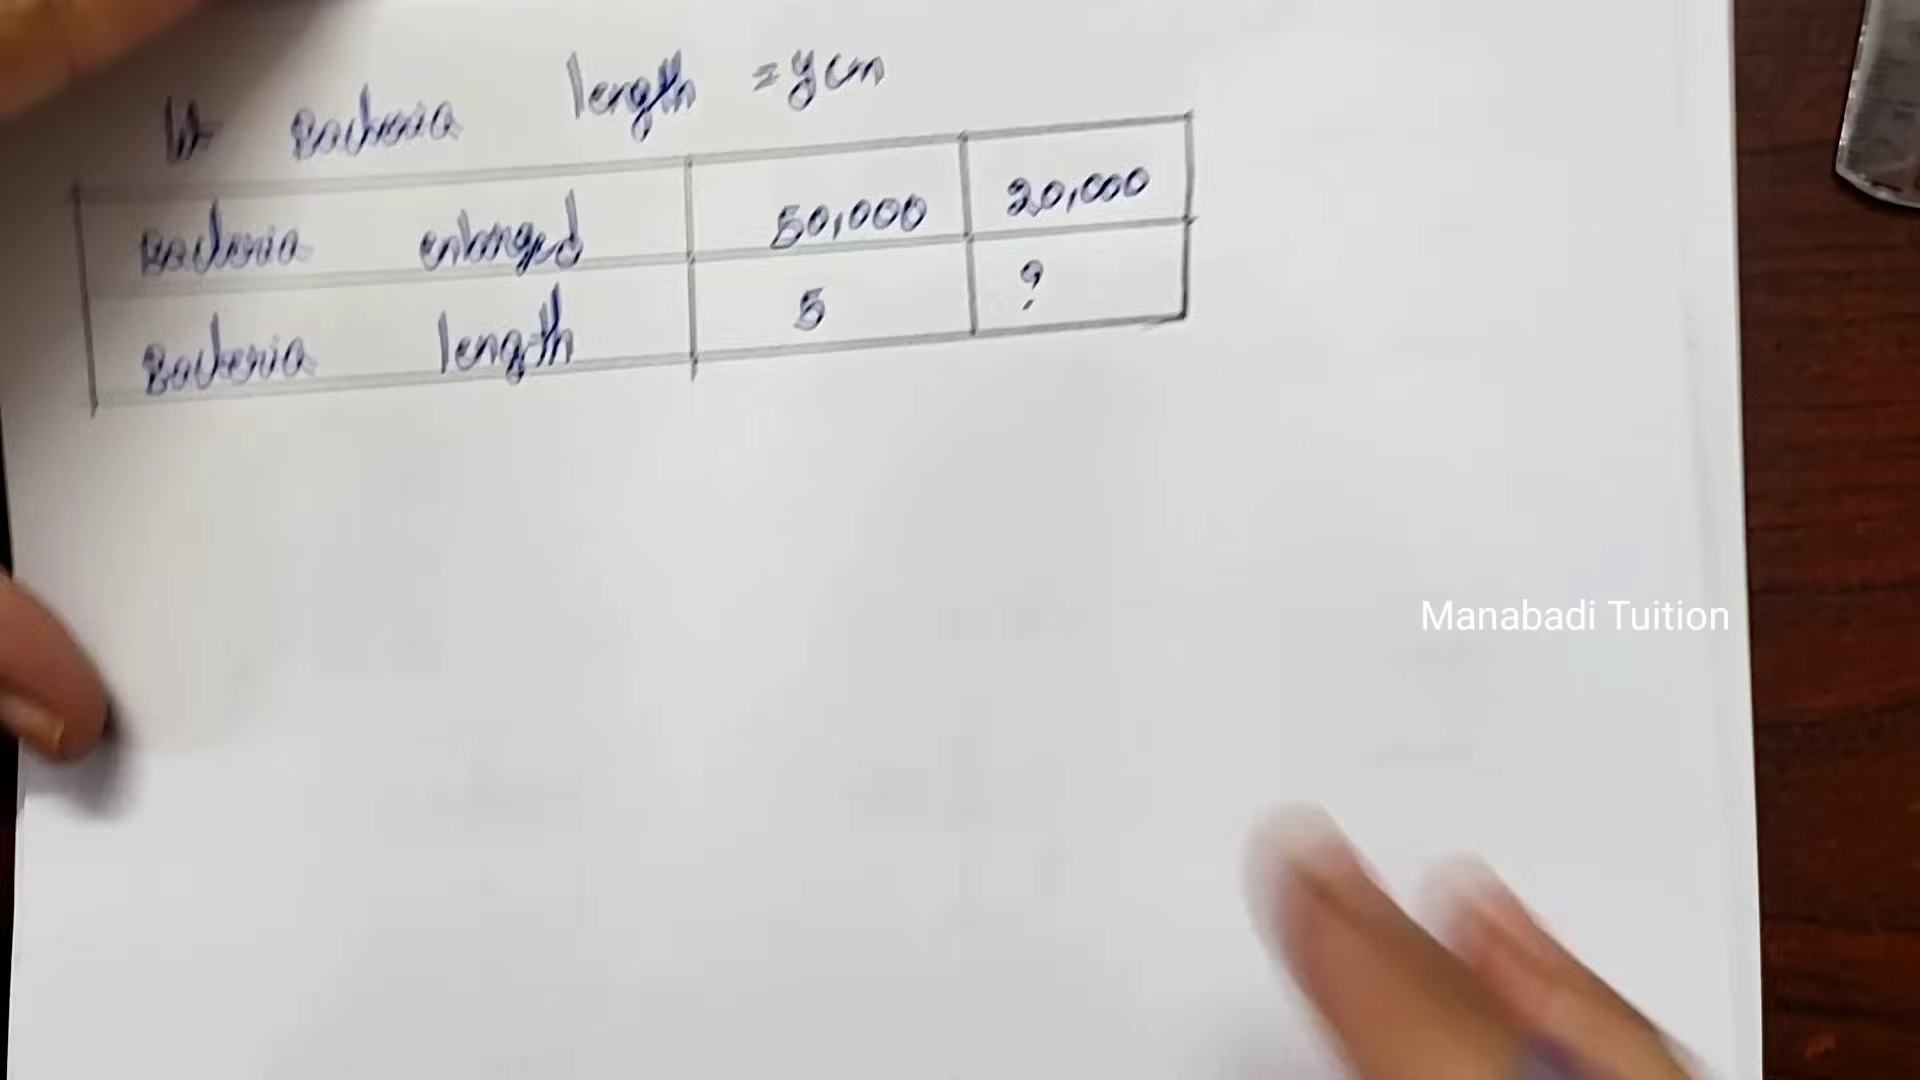 let Bacteria length = y cm
Bacteria enlarged 50,000 20,000
Bacteria length 5 ?
Manabadi Tuition